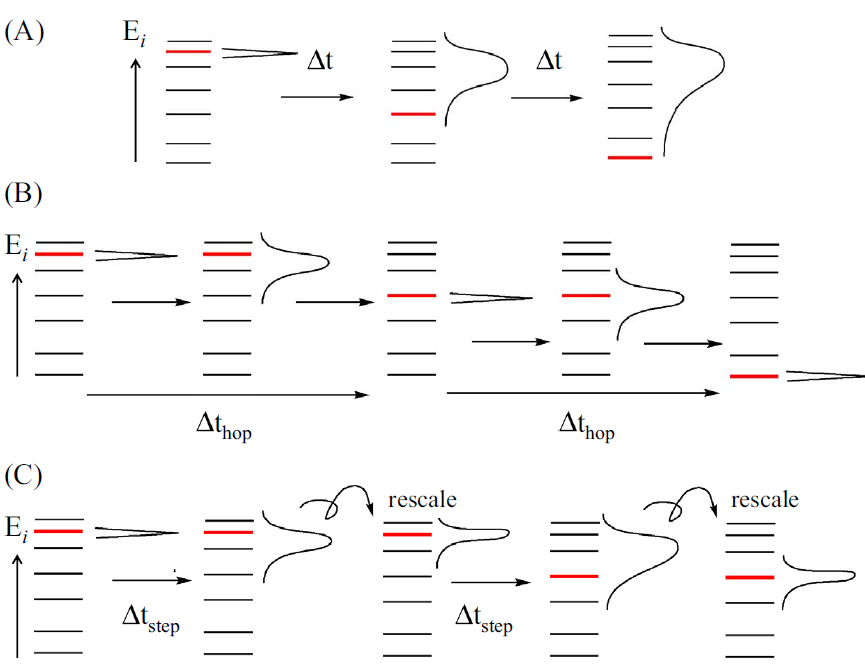 (A)
E_i
Δt
Δt
(B)
E_i
Δt_hop
Δt_hop
(C)
rescale
rescale
E_i
Δt_step
Δt_step